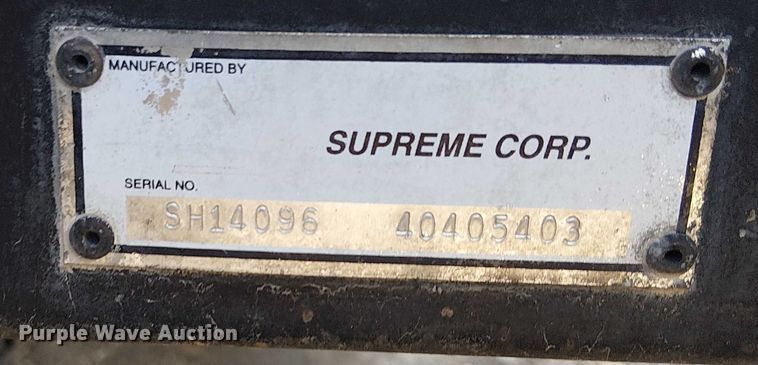 MANUFACTURED BY
SUPREME CORP.
SERIAL NO.
SH14096 40405403
Purple Wave Auction